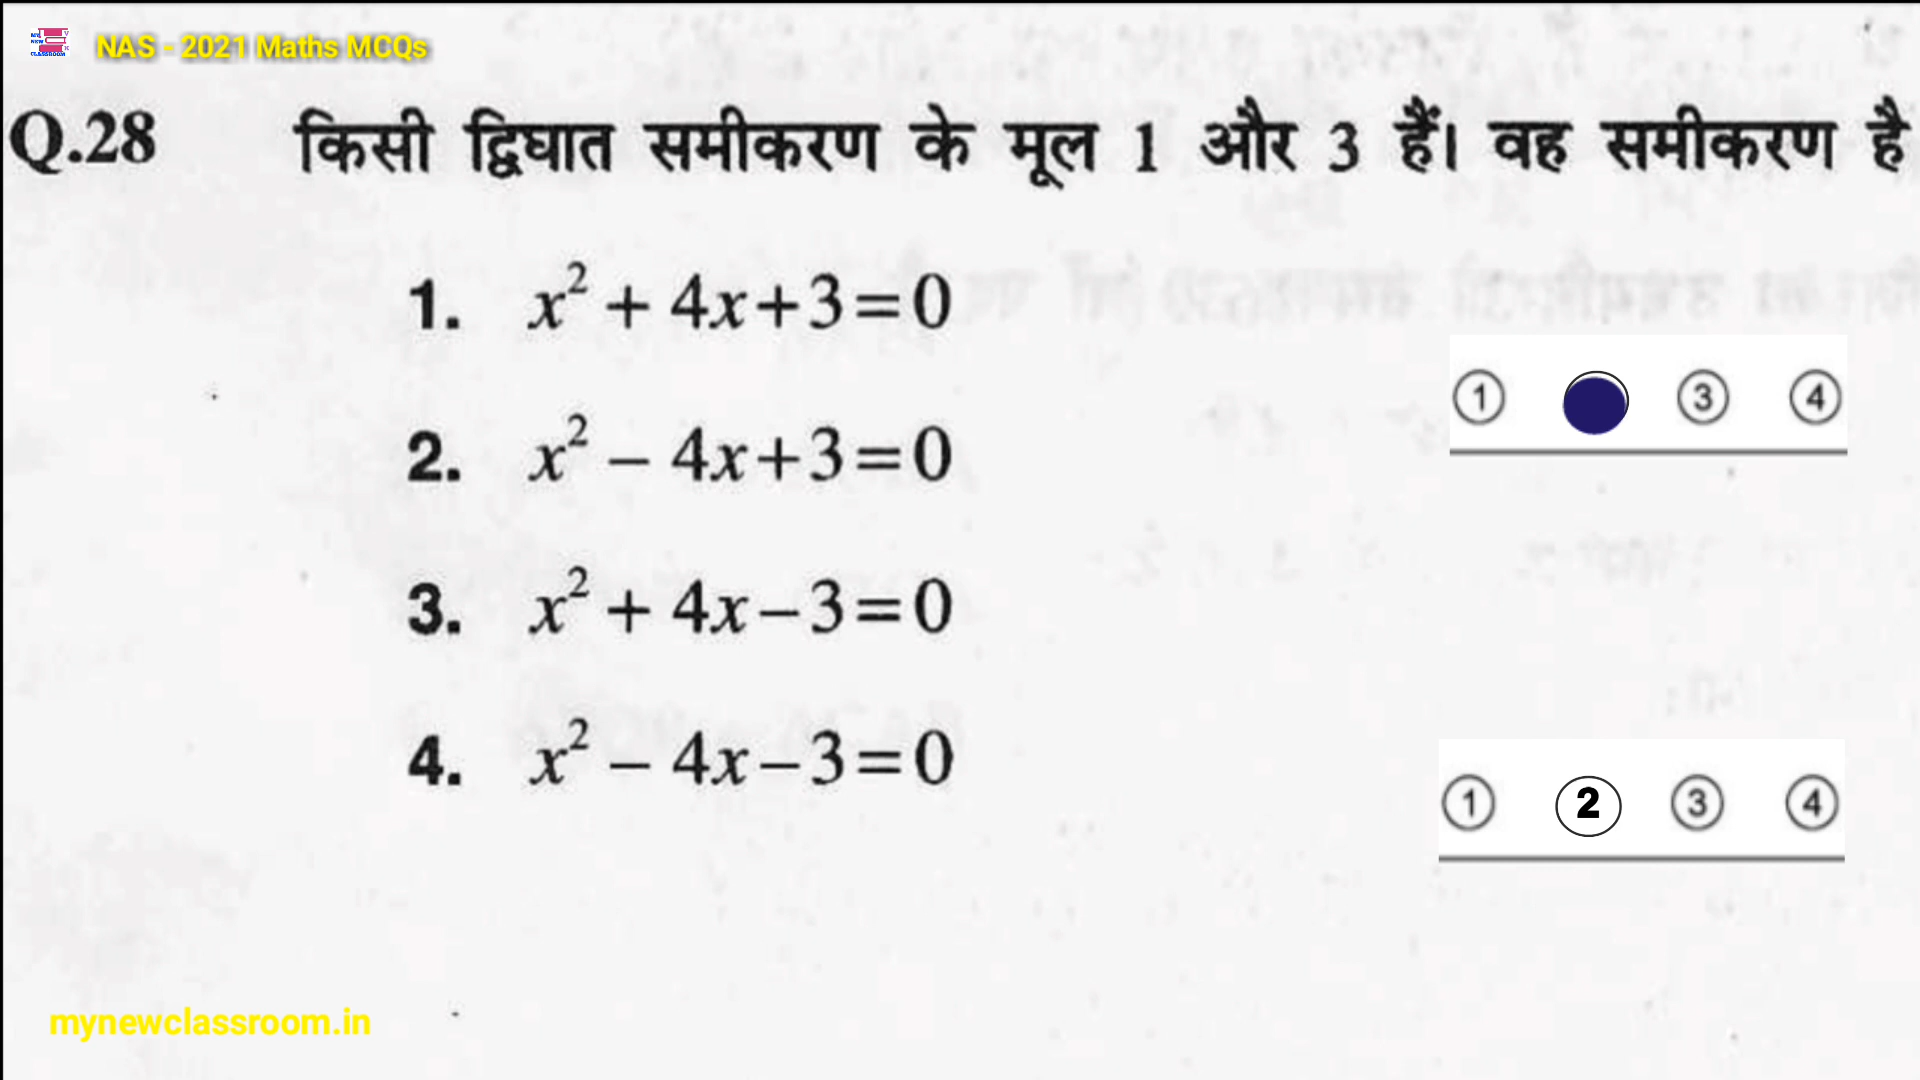 NAS - 2021 Maths MCQs
Q.28 किसी द्विघात समीकरण के मूल 1 और 3 हैं। वह समीकरण है
1. x² + 4x+3=0
2. x² – 4x+3=0
3. x² + 4x–3=0
4. x² – 4x–3=0
1 3 4
1 2 3 4
mynewclassroom.in